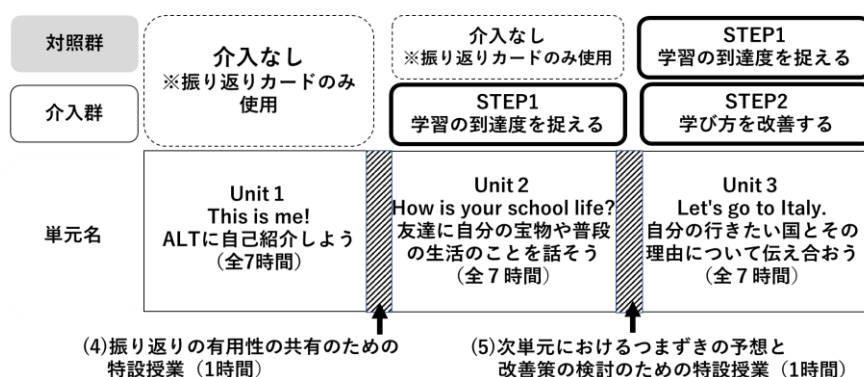 対照群
介入なし
※振り返りカードのみ
使用
介入なし
※振り返りカードのみ使用
STEP1
学習の到達度を捉える
介入群
STEP1
学習の到達度を捉える
STEP2
学び方を改善する
単元名
Unit 1
This is me!
ALTに自己紹介しよう
（全7時間）
Unit 2
How is your school life?
友達に自分の宝物や普段
の生活のことを話そう
（全７時間）
Unit 3
Let's go to Italy.
自分の行きたい国とその
理由について伝え合おう
（全７時間）
(4)振り返りの有用性の共有のための
特設授業（1時間）
(5)次単元におけるつまずきの予想と
改善策の検討のための特設授業（1時間）